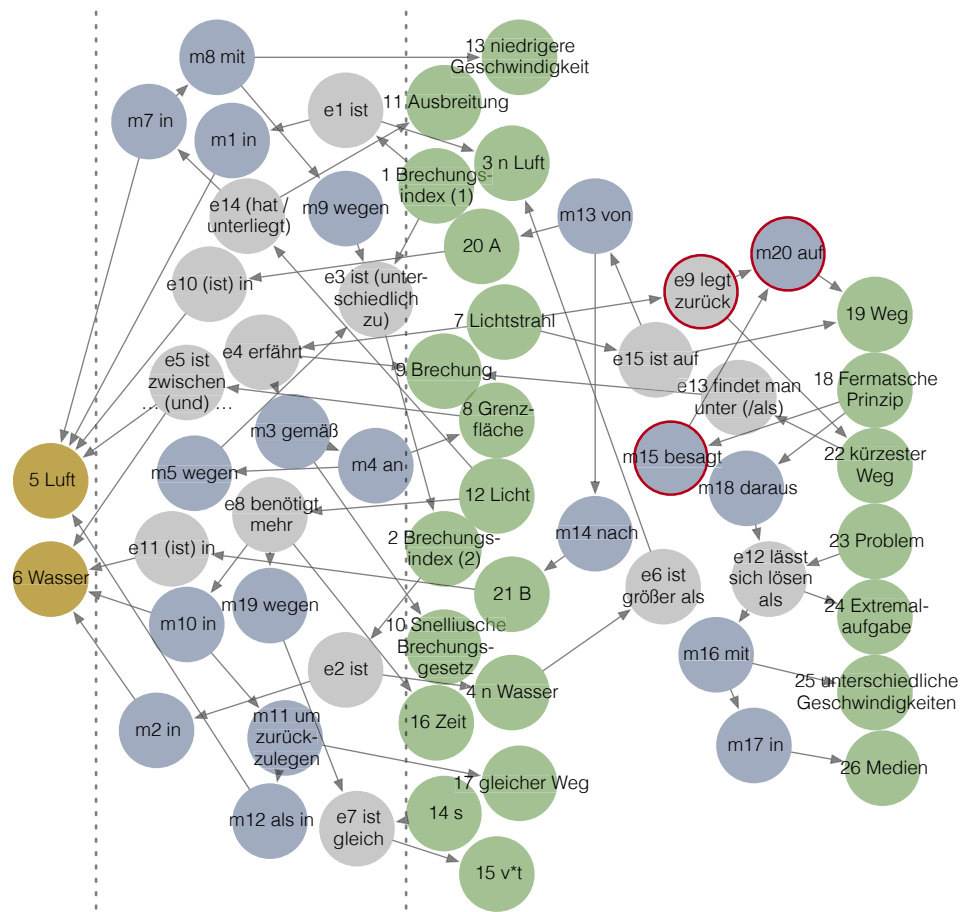 13 niedrigere
Geschwindigkeit
m8 mit
11 Ausbreitung
e1 ist
m7 in
m1 in
3 n Luft
1 Brechungs-
index (1)
e14 (hat /
unterliegt)
m9 wegen
m13 von
20 A
m20 auf
e10 (ist) in
e3 ist (unter-
schiedlich
zu)
e9 legt
zurück
7 Lichtstrahl
19 Weg
e4 erfährt
e15 ist auf
e5 ist
zwischen
... (und) ...
9 Brechung
e13 findet man
unter (/als)
18 Fermatsche
Prinzip
8 Grenz-
fläche
m3 gemäß
m5 wegen
m4 an
m15 besagt
22 kürzester
Weg
5 Luft
m18 daraus
12 Licht
e8 benötigt
mehr
m14 nach
2 Brechungs-
index (2)
23 Problem
e11 (ist) in
6 Wasser
e12 lässt
sich lösen
als
e6 ist
größer als
21 B
m19 wegen
24 Extremal-
aufgabe
m10 in
10 Snelliusche
Brechungs-
gesetz
m16 mit
e2 ist
4 n Wasser
25 unterschiedliche
Geschwindigkeiten
16 Zeit
m2 in
m11 um
zurück-
zulegen
m17 in
26 Medien
17 gleicher Weg
14 s
m12 als in
e7 ist
gleich
15 v*t